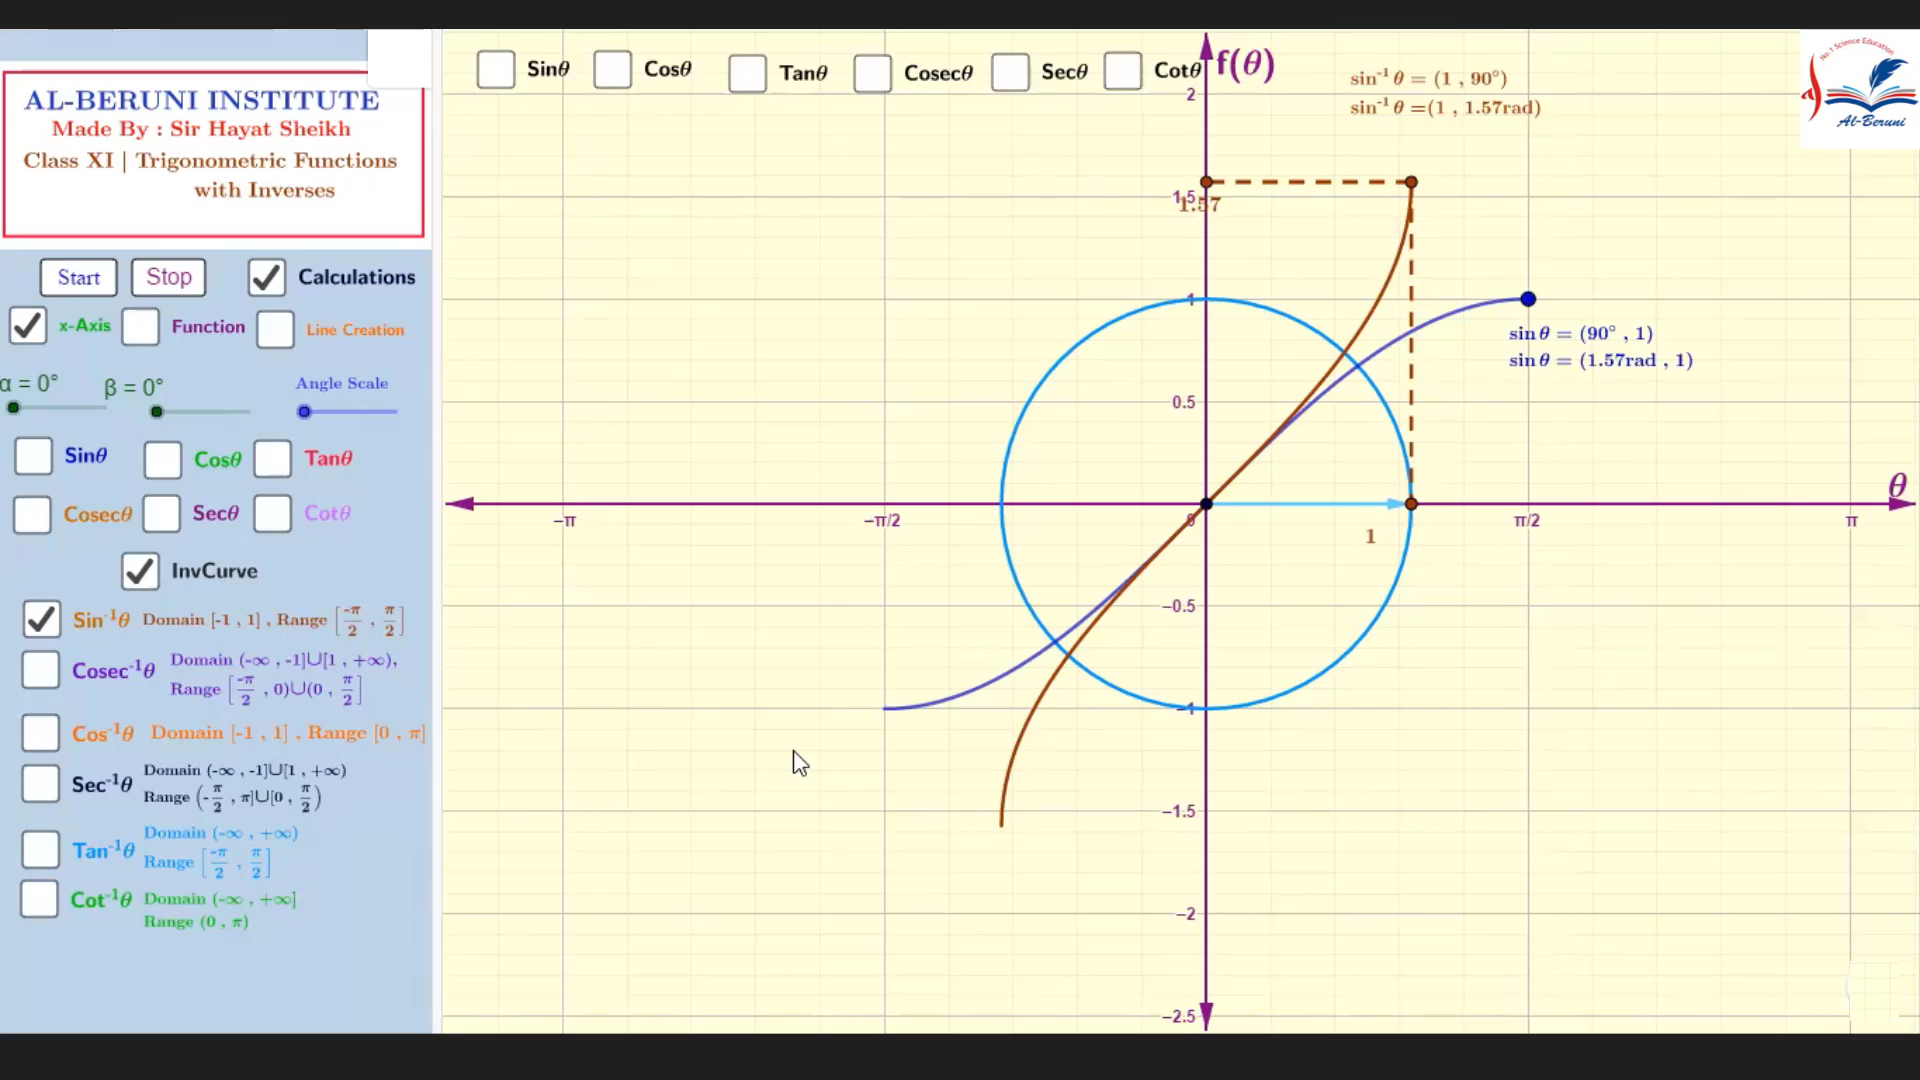 AL-BERUNI INSTITUTE
Made By : Sir Hayat Sheikh
Class XI | Trigonometric Functions
with Inverses
Start Stop Calculations
x-Axis Function Line Creation
α = 0° β = 0° Angle Scale
Sinθ Cosθ Tanθ
Cosecθ Secθ Cotθ
InvCurve
Sin⁻¹θ Domain [-1 , 1] , Range [-π/2 , π/2]
Cosec⁻¹θ Domain (-∞ , -1]∪[1 , +∞),
Range [-π/2 , 0)∪(0 , π/2]
Cos⁻¹θ Domain [-1 , 1] , Range [0 , π]
Sec⁻¹θ Domain (-∞ , -1]∪[1 , +∞)
Range (-π/2 , π]∪[0 , π/2)
Tan⁻¹θ Domain (-∞ , +∞)
Range [-π/2 , π/2]
Cot⁻¹θ Domain (-∞ , +∞]
Range (0 , π)
Sinθ Cosθ Tanθ Cosecθ Secθ Cotθ
f(θ)
sin⁻¹ θ = (1 , 90°)
sin⁻¹ θ =(1 , 1.57rad)
No.1 Science Education
Al-Beruni
2
1.5
1.57
1
sin θ = (90° , 1)
sin θ = (1.57rad , 1)
0.5
θ
−π −π/2 0 π/2 π
1
−0.5
−1
−1.5
−2
−2.5